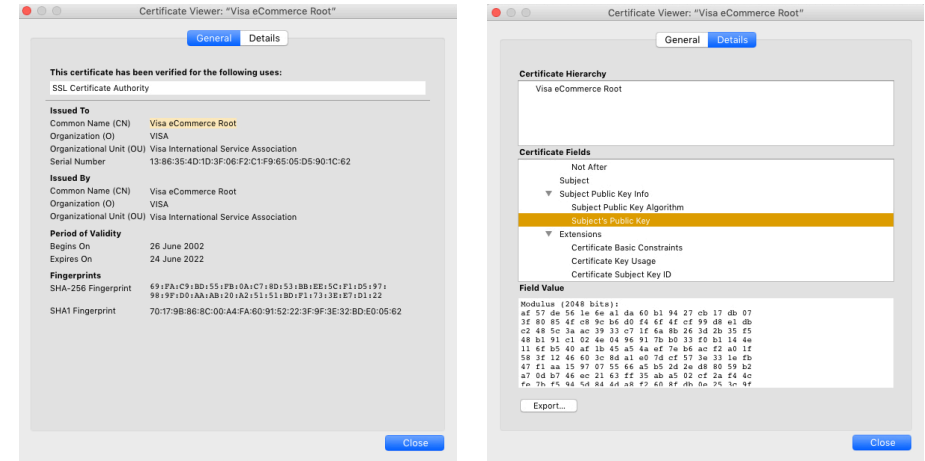 Certificate Viewer: “Visa eCommerce Root”
General Details
This certificate has been verified for the following uses:
SSL Certificate Authority
Issued To
Common Name (CN) Visa eCommerce Root
Organization (O) VISA
Organizational Unit (OU) Visa International Service Association
Serial Number 13:86:35:4D:1D:3F:06:F2:C1:F9:65:05:D5:90:1C:62
Issued By
Common Name (CN) Visa eCommerce Root
Organization (O) VISA
Organizational Unit (OU) Visa International Service Association
Period of Validity
Begins On 26 June 2002
Expires On 24 June 2022
Fingerprints
SHA-256 Fingerprint 69:FA:C9:BD:55:FB:0A:C7:8D:53:BB:EE:5C:F1:D5:97:
98:9F:D0:AA:AB:20:A2:51:51:BD:F1:73:3E:E7:D1:22
SHA1 Fingerprint 70:17:9B:86:8C:00:A4:FA:60:91:52:22:3F:9F:3E:32:BD:E0:05:62
Close
Certificate Viewer: “Visa eCommerce Root”
General Details
Certificate Hierarchy
Visa eCommerce Root
Certificate Fields
Not After
Subject
Subject Public Key Info
Subject Public Key Algorithm
Subject's Public Key
Extensions
Certificate Basic Constraints
Certificate Key Usage
Certificate Subject Key ID
Field Value
Modulus (2048 bits):
af 57 de 56 1e 6e a1 da 60 b1 94 27 cb 17 db 07
3f 80 85 4f c8 9c b6 d0 f4 6f 4f cf 99 d8 e1 db
c2 48 5c 3a ac 39 33 c7 1f 6a 8b 26 3d 2b 35 f5
48 b1 91 c1 02 4e 04 96 91 7b b0 33 f0 b1 14 4e
11 6f b5 40 af 1b 45 a5 4a ef 7e b6 ac f2 a0 1f
58 3f 12 46 60 3c 8d a1 e0 7d cf 57 3e 33 1e fb
47 f1 aa 15 97 07 55 66 a5 b5 2d 2e d8 80 59 b2
a7 0d b7 46 ec 21 63 ff 35 ab a5 02 cf 2a f4 4c
fe 7b f5 94 5d 84 4d a8 f2 60 8f db 0e 25 3c 9f
Export...
Close